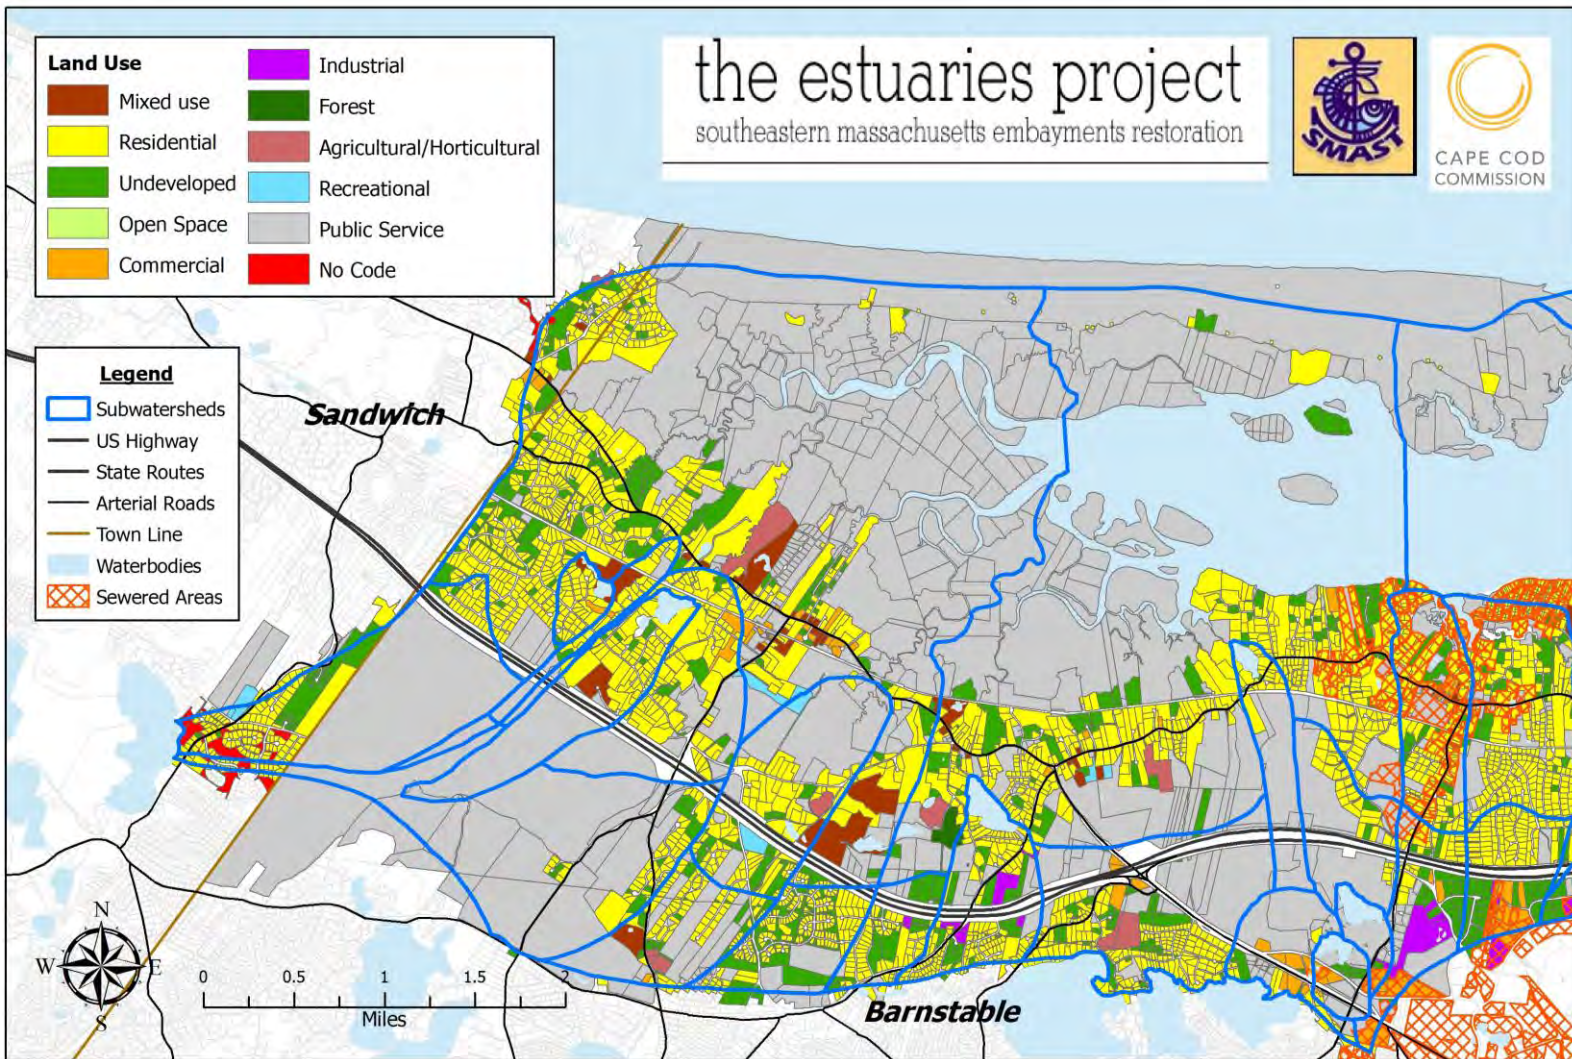 Land Use
Mixed use
Residential
Undeveloped
Open Space
Commercial
Industrial
Forest
Agricultural/Horticultural
Recreational
Public Service
No Code
the estuaries project
southeastern massachusetts embayments restoration
SMAST
CAPE COD
COMMISSION
Legend
Subwatersheds
US Highway
State Routes
Arterial Roads
Town Line
Waterbodies
Sewered Areas
Sandwich
Barnstable
N
W E
S
0 0.5 1 1.5 2
Miles